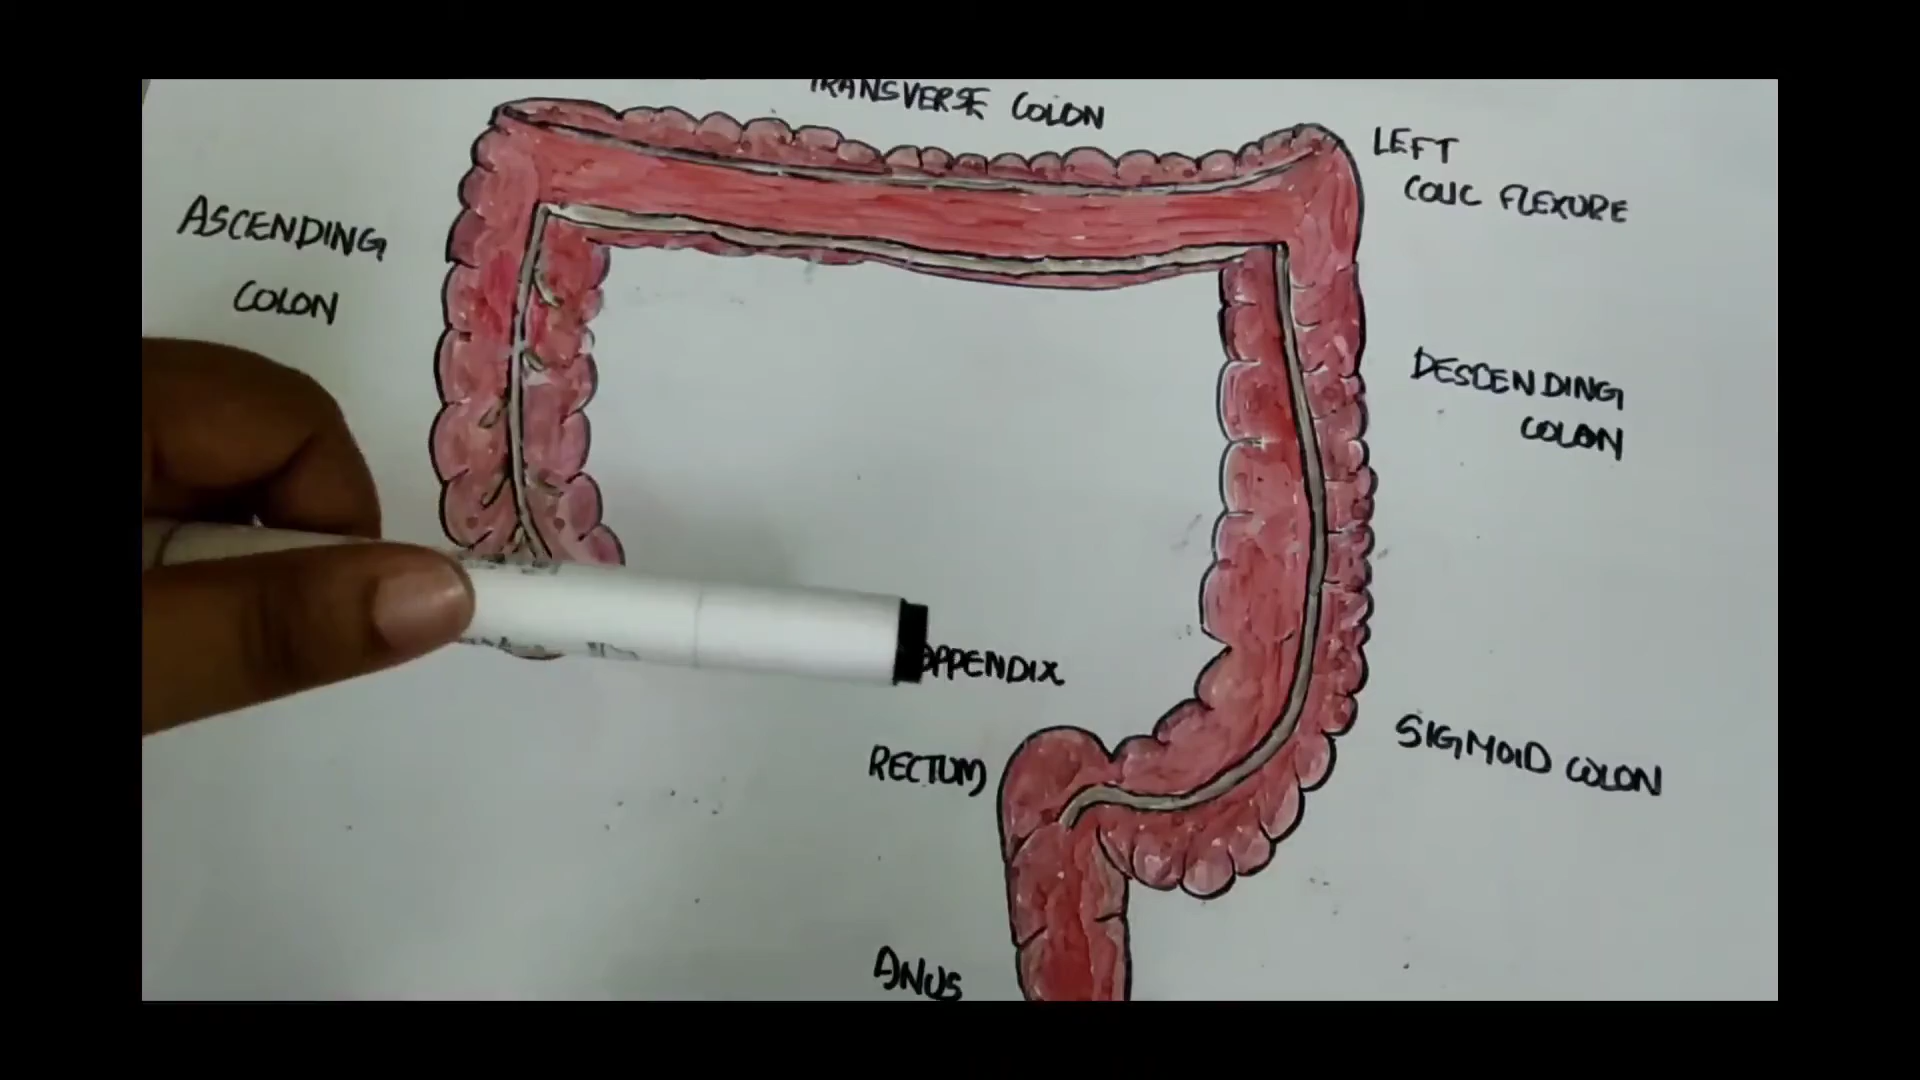 TRANSVERSE COLON
LEFT
COLIC FLEXURE
ASCENDING
COLON
DESCENDING
COLON
APPENDIX
RECTUM
SIGMOID COLON
ANUS